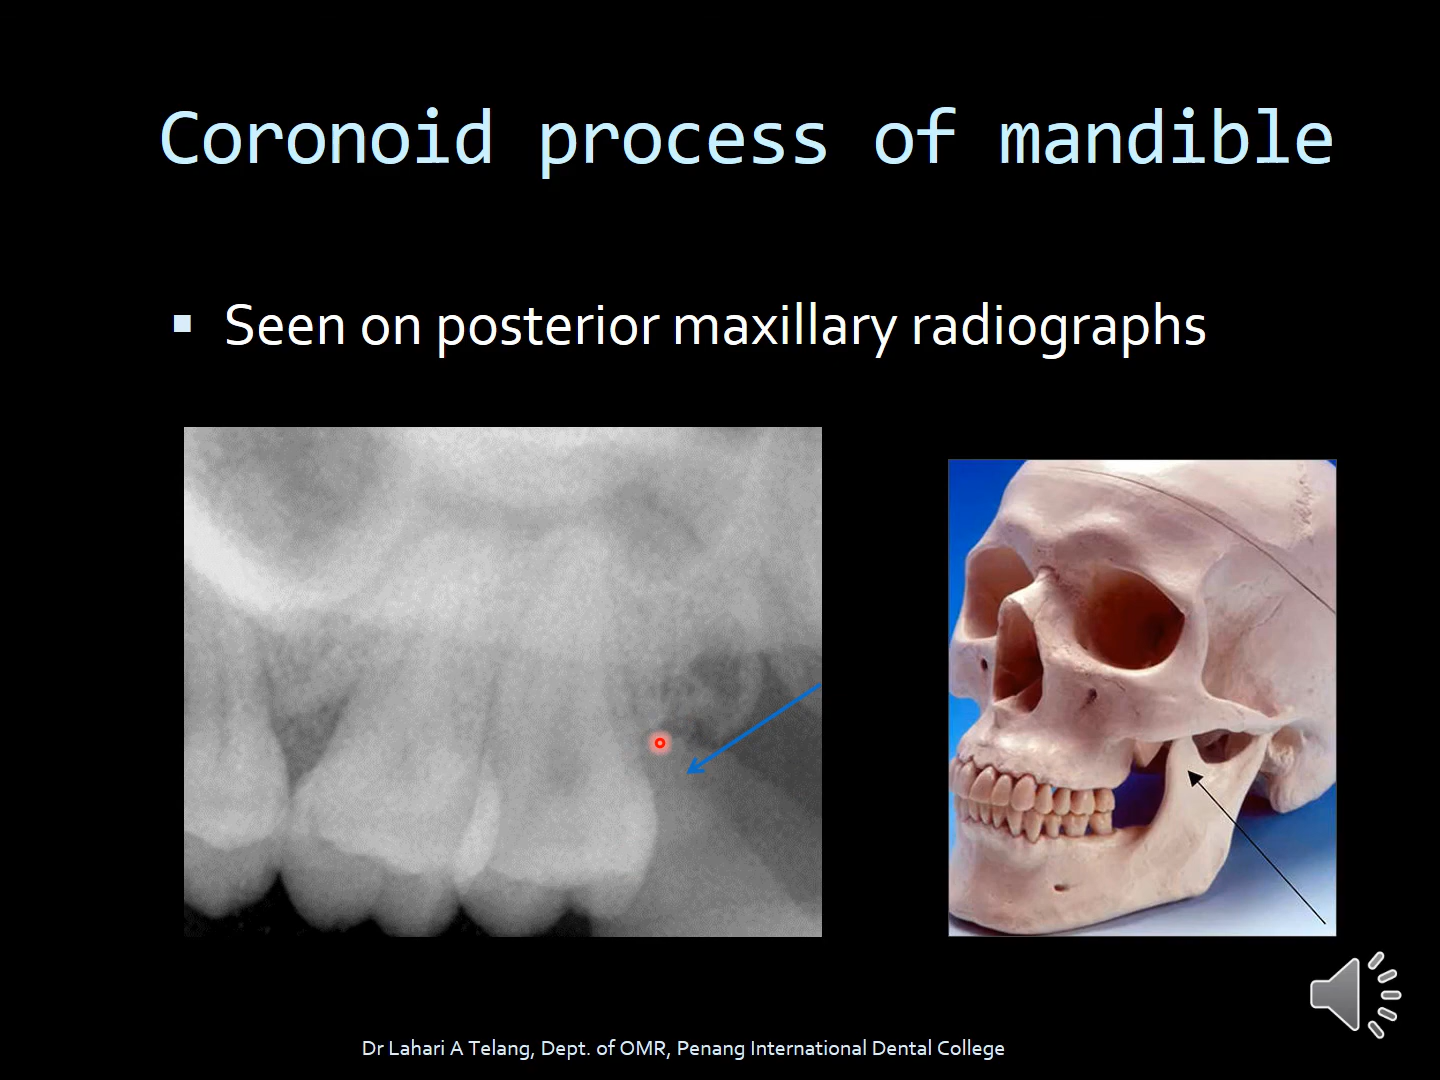 Coronoid process of mandible
▪ Seen on posterior maxillary radiographs
Dr Lahari A Telang, Dept. of OMR, Penang International Dental College